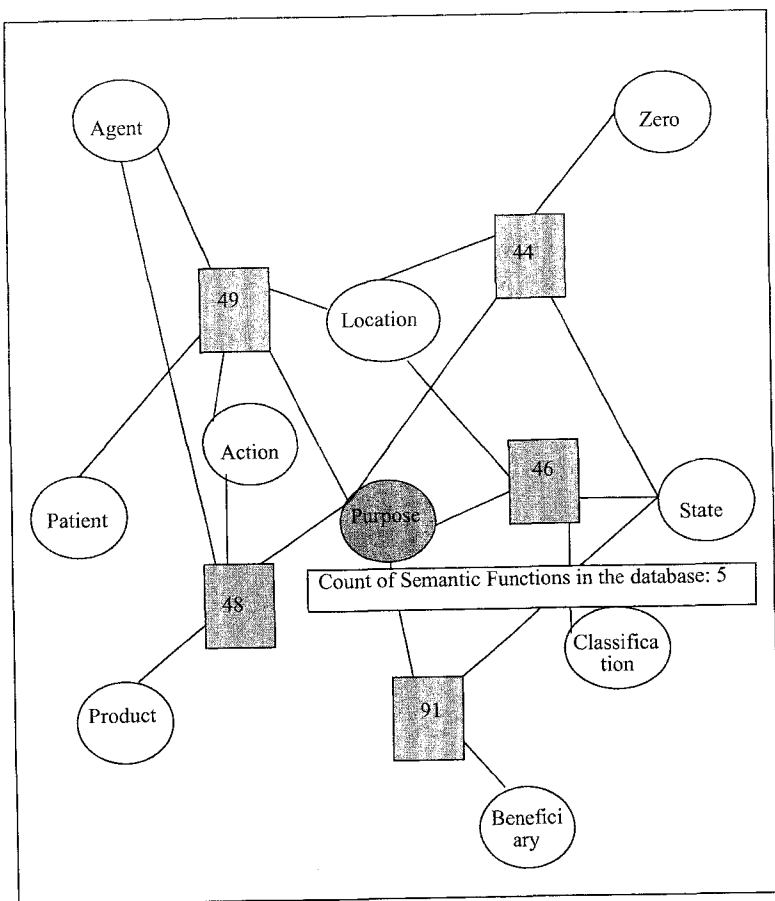 Agent
Zero
44
49
Location
Action
46
Patient
Purpose
State
Count of Semantic Functions in the database: 5
48
Classifica
tion
Product
91
Benefici
ary